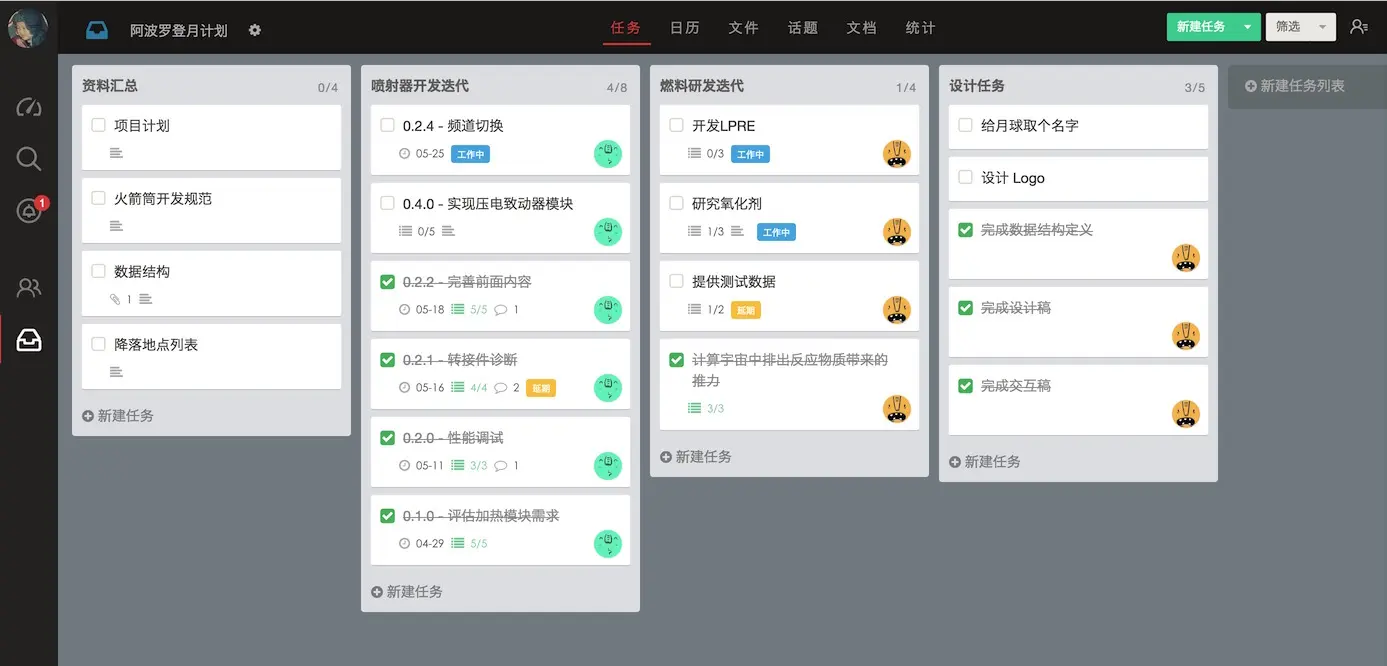 阿波罗登月计划
任务 日历 文件 话题 文档 统计
新建任务 筛选
1
资料汇总 0/4
项目计划
火箭筒开发规范
数据结构
1
降落地点列表
新建任务
喷射器开发迭代 4/8
0.2.4 - 频道切换
05-25 工作中
0.4.0 - 实现压电致动器模块
0/5
0.2.2 - 完善前面内容
05-18 5/5 1
0.2.1 - 转接件诊断
05-16 4/4 2 延期
0.2.0 - 性能调试
05-11 3/3 1
0.1.0 - 评估加热模块需求
04-29 5/5
新建任务
燃料研发迭代 1/4
开发LPRE
0/3 工作中
研究氧化剂
1/3 工作中
提供测试数据
1/2 延期
计算宇宙中排出反应物质带来的
推力
3/3
新建任务
设计任务 3/5
给月球取个名字
设计 Logo
完成数据结构定义
完成设计稿
完成交互稿
新建任务
新建任务列表